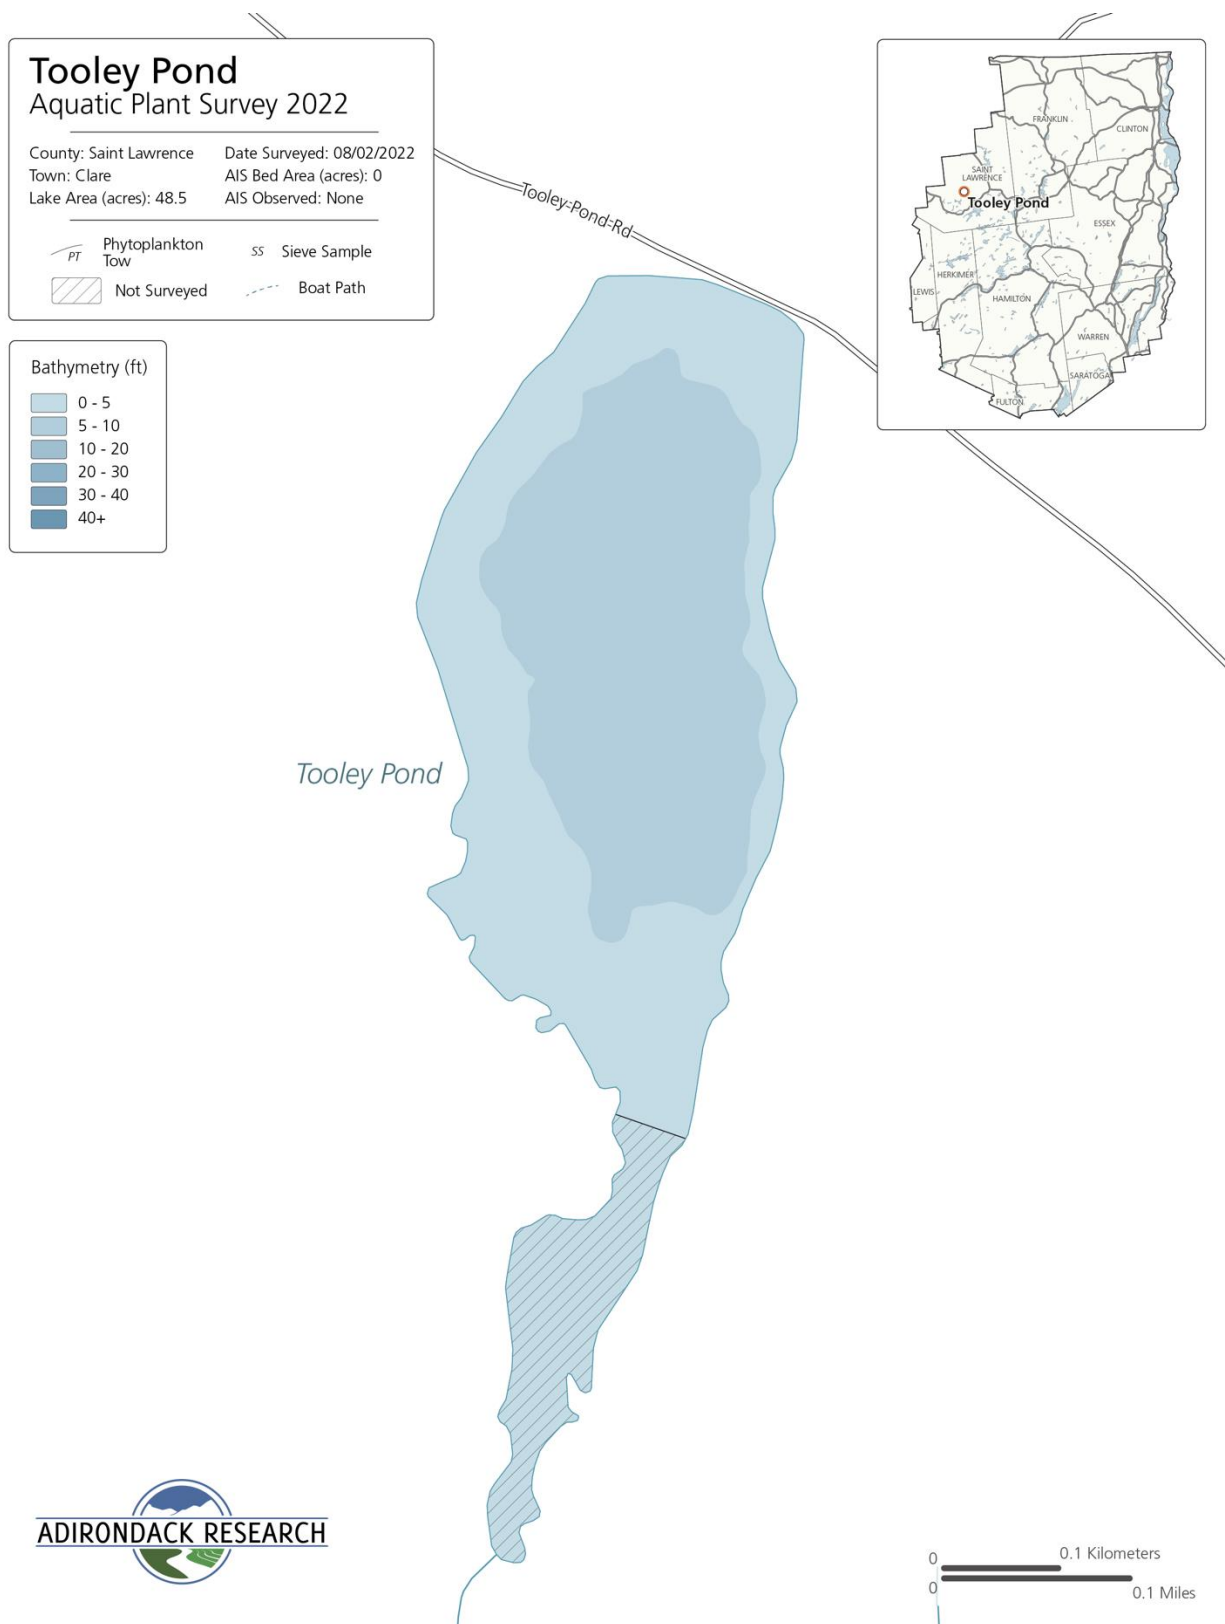 Tooley Pond
Aquatic Plant Survey 2022
County: Saint Lawrence
Date Surveyed: 08/02/2022
Town: Clare
AIS Bed Area (acres): 0
Lake Area (acres): 48.5
AIS Observed: None
PT
Phytoplankton
Tow
SS
Sieve Sample
Not Surveyed
Boat Path
Bathymetry (ft)
0 - 5
5 - 10
10 - 20
20 - 30
30 - 40
40+
Tooley-Pond-Rd
FRANKLIN
CLINTON
SAINT
LAWRENCE
Tooley Pond
ESSEX
HERKIMER
LEWIS
HAMILTON
WARREN
SARATOGA
FULTON
Tooley Pond
ADIRONDACK RESEARCH
0
0.1 Kilometers
0
0.1 Miles